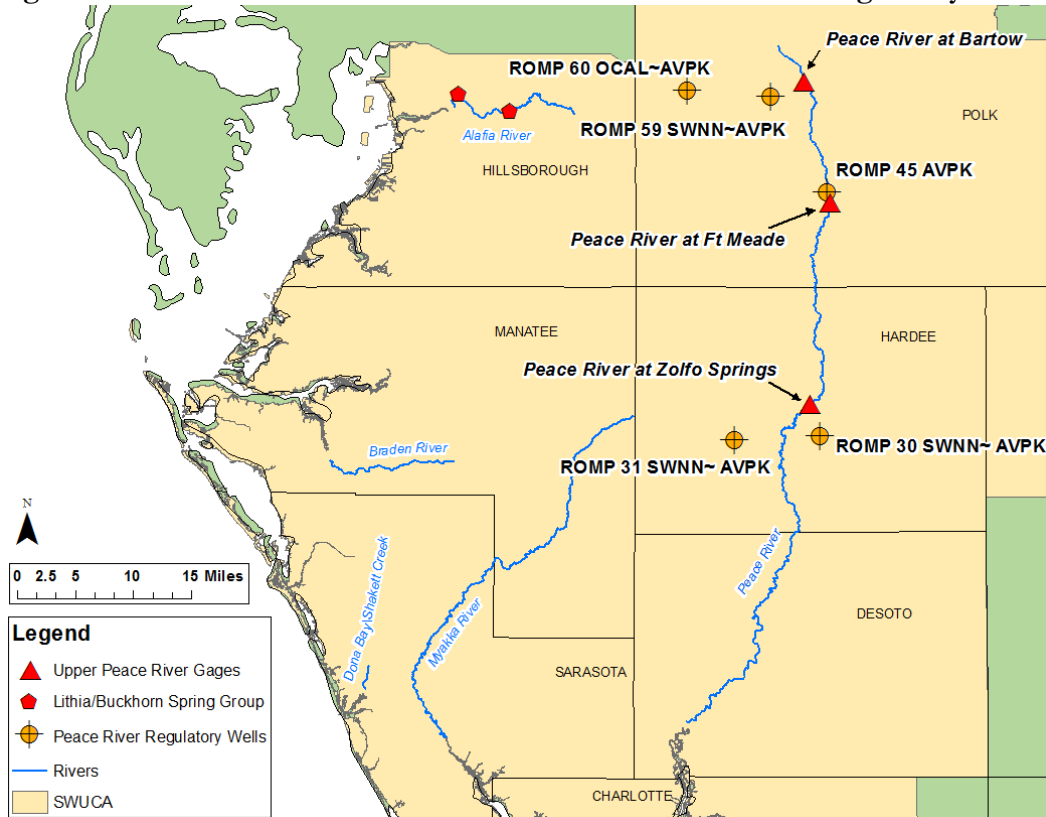 Peace River at Bartow
ROMP 60 OCAL~AVPK
POLK
ROMP 59 SWNN~AVPK
Alafia River
HILLSBOROUGH
ROMP 45 AVPK
Peace River at Ft Meade
MANATEE
HARDEE
Peace River at Zolfo Springs
Braden River
ROMP 30 SWNN~ AVPK
ROMP 31 SWNN~ AVPK
N
0 2.5 5 10 15 Miles
Dona Bay\Shakett Creek
Myakka River
Peace River
DESOTO
SARASOTA
CHARLOTTE
Legend
Upper Peace River Gages
Lithia/Buckhorn Spring Group
Peace River Regulatory Wells
Rivers
SWUCA